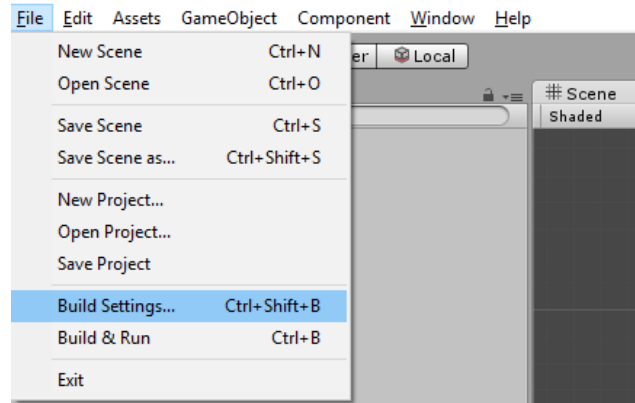 File Edit Assets GameObject Component Window Help
New Scene Ctrl+N
er Local
Open Scene Ctrl+O
# Scene
Save Scene Ctrl+S
Shaded
Save Scene as... Ctrl+Shift+S
New Project...
Open Project...
Save Project
Build Settings... Ctrl+Shift+B
Build & Run Ctrl+B
Exit